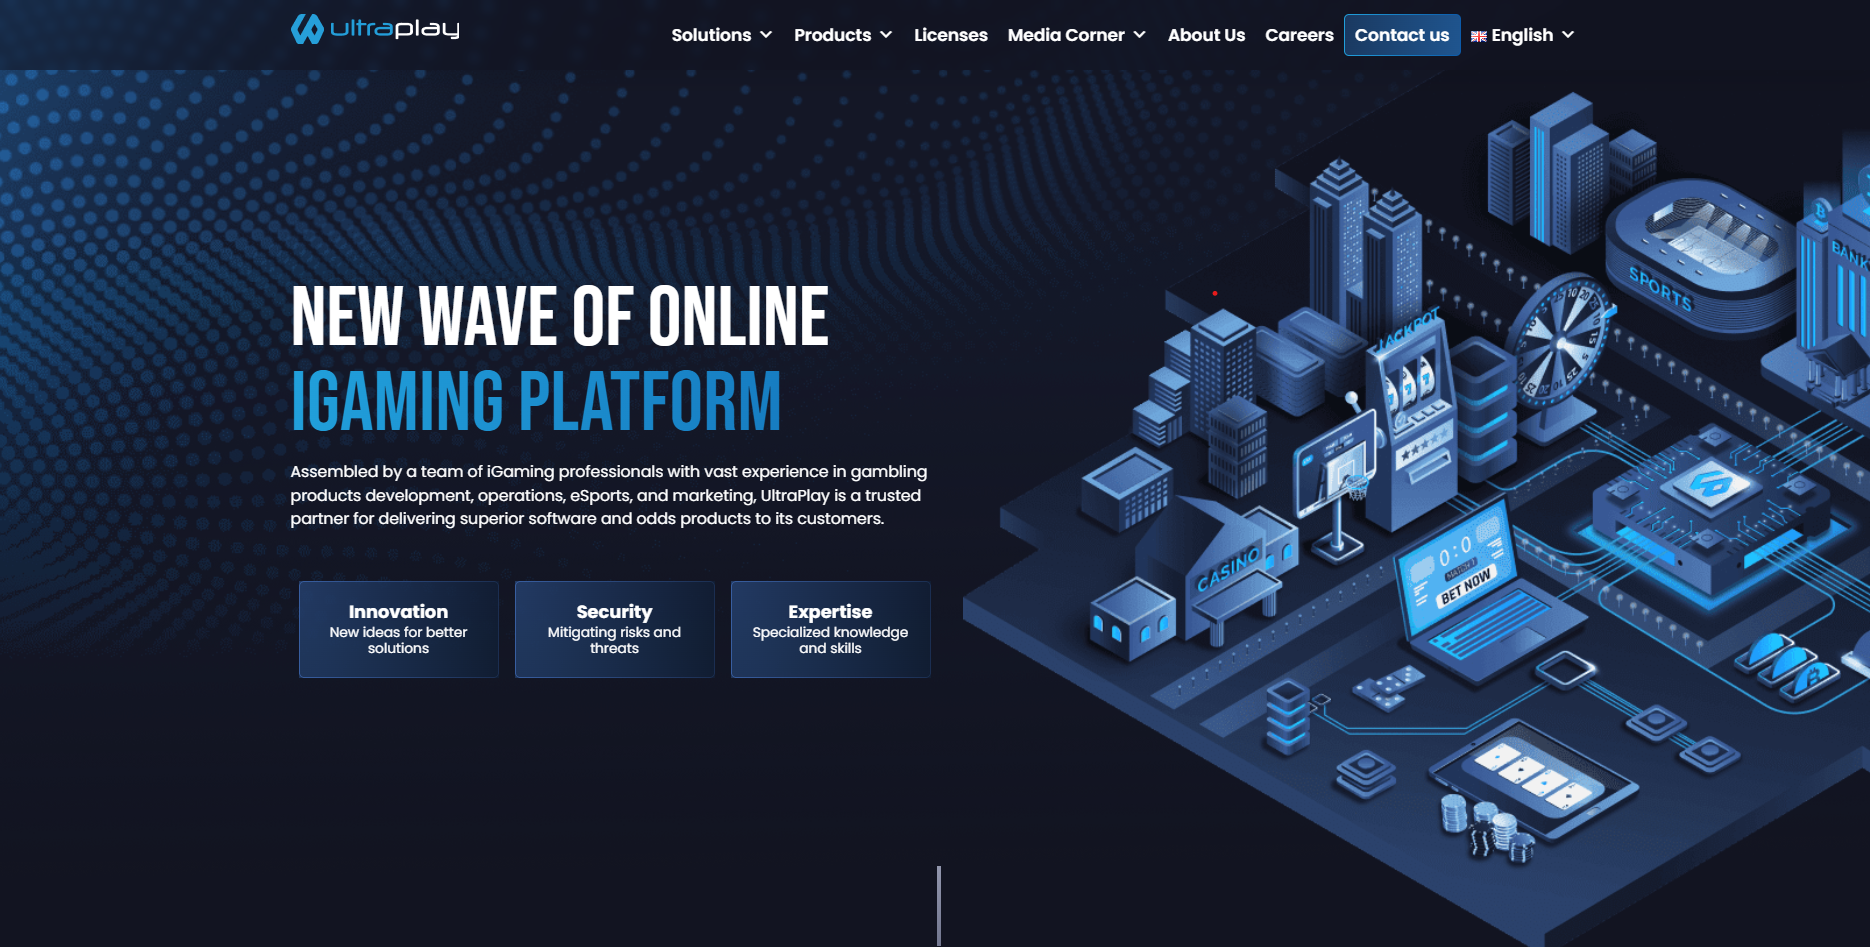 ultraplay
Solutions
Products
Licenses
Media Corner
About Us
Careers
Contact us
English
NEW WAVE OF ONLINE
IGAMING PLATFORM
Assembled by a team of iGaming professionals with vast experience in gambling
products development, operations, eSports, and marketing, UltraPlay is a trusted
partner for delivering superior software and odds products to its customers.
Innovation
New ideas for better
solutions
Security
Mitigating risks and
threats
Expertise
Specialized knowledge
and skills
SPORTS
BANK
JACKPOT
CASINO
0:0
BET NOW